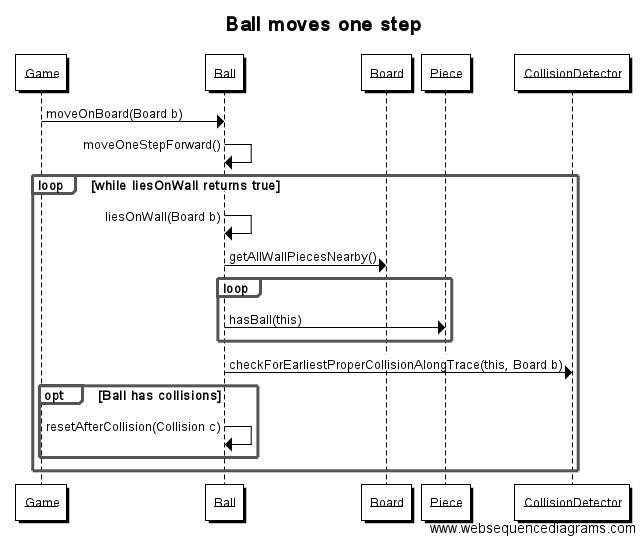 Ball moves one step
Game Ball Board Piece CollisionDetector
moveOnBoard(Board b)
moveOneStepForward()
loop [while liesOnWall returns true]
liesOnWall(Board b)
getAllWallPiecesNearby()
loop
hasBall(this)
checkForEarliestProperCollisionAlongTrace(this, Board b)
opt [Ball has collisions]
resetAfterCollision(Collision c)
Game Ball Board Piece CollisionDetector
www.websequencediagrams.com